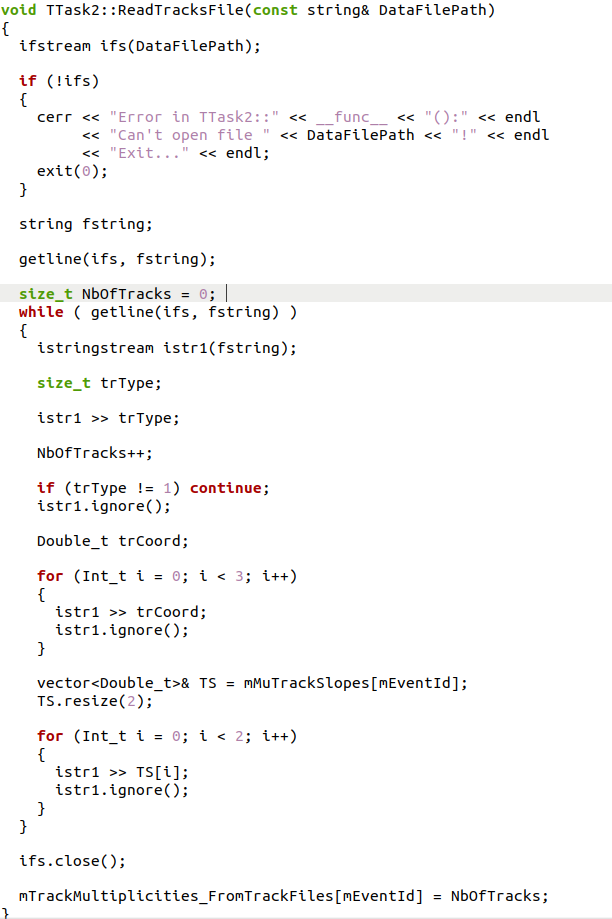 void TTask2::ReadTracksFile(const string& DataFilePath)
{
  ifstream ifs(DataFilePath);

  if (!ifs)
  {
    cerr << "Error in TTask2::" << __func__ << "():" << endl
         << "Can't open file " << DataFilePath << "!" << endl
         << "Exit..." << endl;
    exit(0);
  }

  string fstring;

  getline(ifs, fstring);

  size_t NbOfTracks = 0;
  while ( getline(ifs, fstring) )
  {
    istringstream istr1(fstring);

    size_t trType;

    istr1 >> trType;

    NbOfTracks++;

    if (trType != 1) continue;
    istr1.ignore();

    Double_t trCoord;

    for (Int_t i = 0; i < 3; i++)
    {
      istr1 >> trCoord;
      istr1.ignore();
    }

    vector<Double_t>& TS = mMuTrackSlopes[mEventId];
    TS.resize(2);

    for (Int_t i = 0; i < 2; i++)
    {
      istr1 >> TS[i];
      istr1.ignore();
    }
  }

  ifs.close();

  mTrackMultiplicities_FromTrackFiles[mEventId] = NbOfTracks;
}